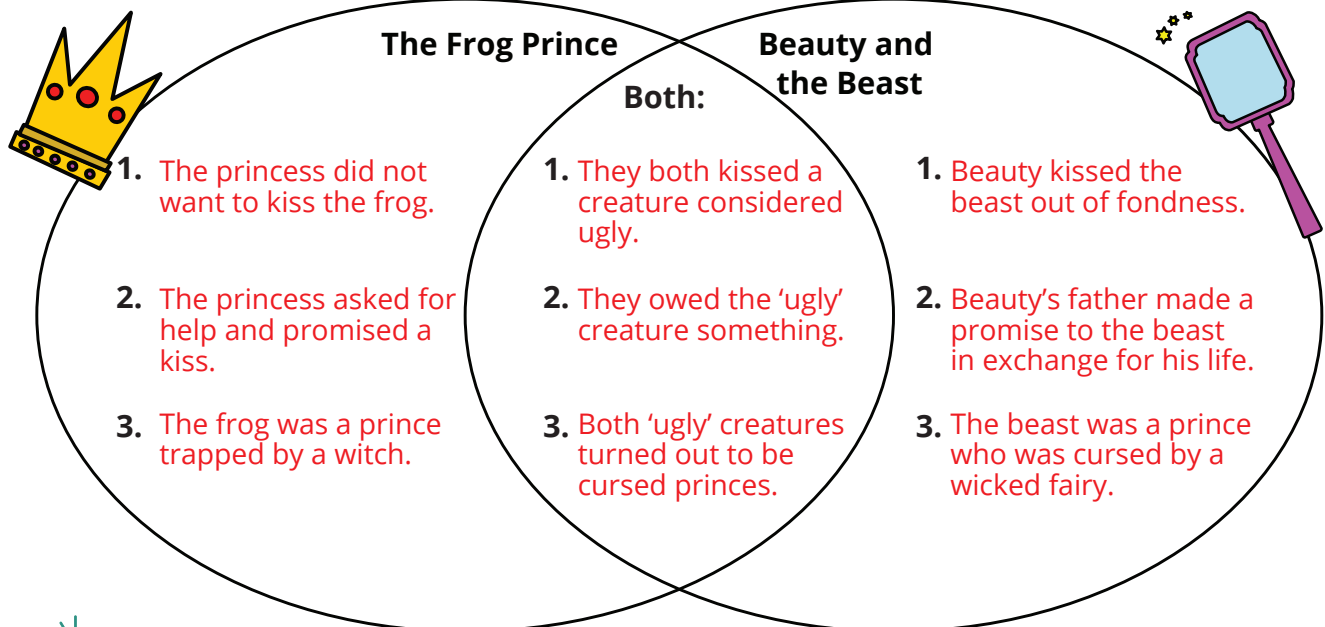 The Frog Prince
Beauty and
the Beast
Both:
1. The princess did not
want to kiss the frog.
2. The princess asked for
help and promised a
kiss.
3. The frog was a prince
trapped by a witch.
1. They both kissed a
creature considered
ugly.
2. They owed the ‘ugly’
creature something.
3. Both ‘ugly’ creatures
turned out to be
cursed princes.
1. Beauty kissed the
beast out of fondness.
2. Beauty’s father made a
promise to the beast
in exchange for his life.
3. The beast was a prince
who was cursed by a
wicked fairy.